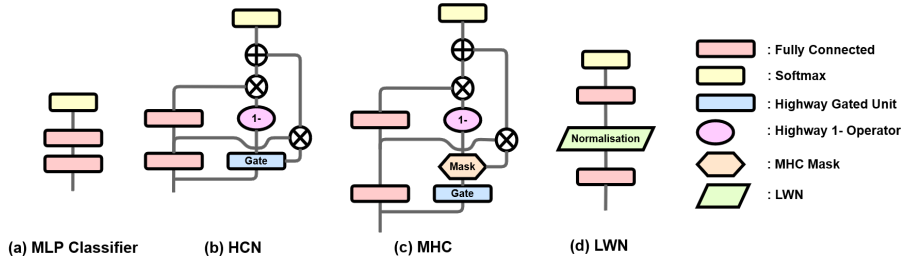 1-
Gate
(a) MLP Classifier
(b) HCN
1-
Mask
Gate
(c) MHC
Normalisation
(d) LWN
: Fully Connected
: Softmax
: Highway Gated Unit
: Highway 1- Operator
: MHC Mask
: LWN